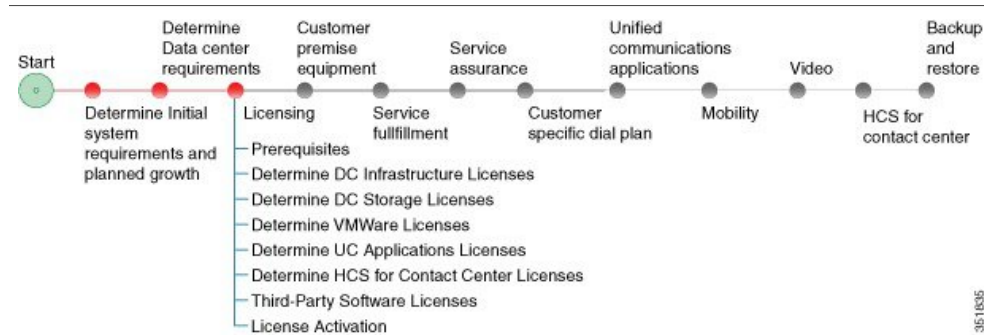 Start
Determine Initial
system
requirements and
planned growth
Determine
Data center
requirements
Licensing
Prerequisites
Determine DC Infrastructure Licenses
Determine DC Storage Licenses
Determine VMWare Licenses
Determine UC Applications Licenses
Determine HCS for Contact Center Licenses
Third-Party Software Licenses
License Activation
Customer
premise
equipment
Service
fullfillment
Service
assurance
Customer
specific dial plan
Unified
communications
applications
Mobility
Video
HCS for
contact center
Backup
and
restore
351835